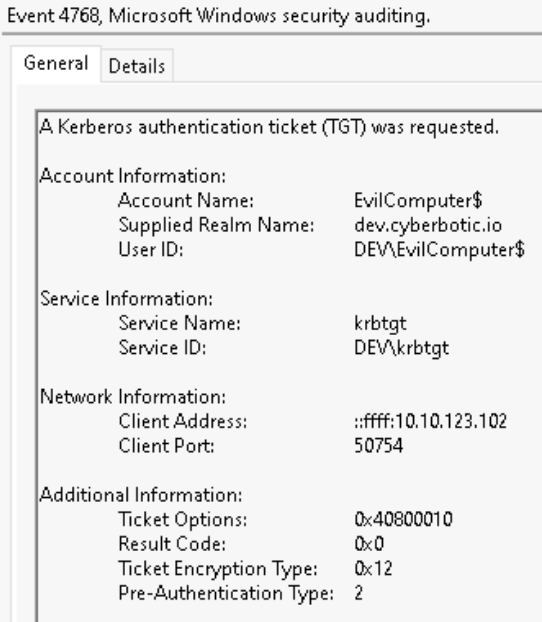 Event 4768, Microsoft Windows security auditing.
General Details
A Kerberos authentication ticket (TGT) was requested.
Account Information:
Account Name: EvilComputer$
Supplied Realm Name: dev.cyberbotic.io
User ID: DEV\EvilComputer$
Service Information:
Service Name: krbtgt
Service ID: DEV\krbtgt
Network Information:
Client Address: ::ffff:10.10.123.102
Client Port: 50754
Additional Information:
Ticket Options: 0x40800010
Result Code: 0x0
Ticket Encryption Type: 0x12
Pre-Authentication Type: 2